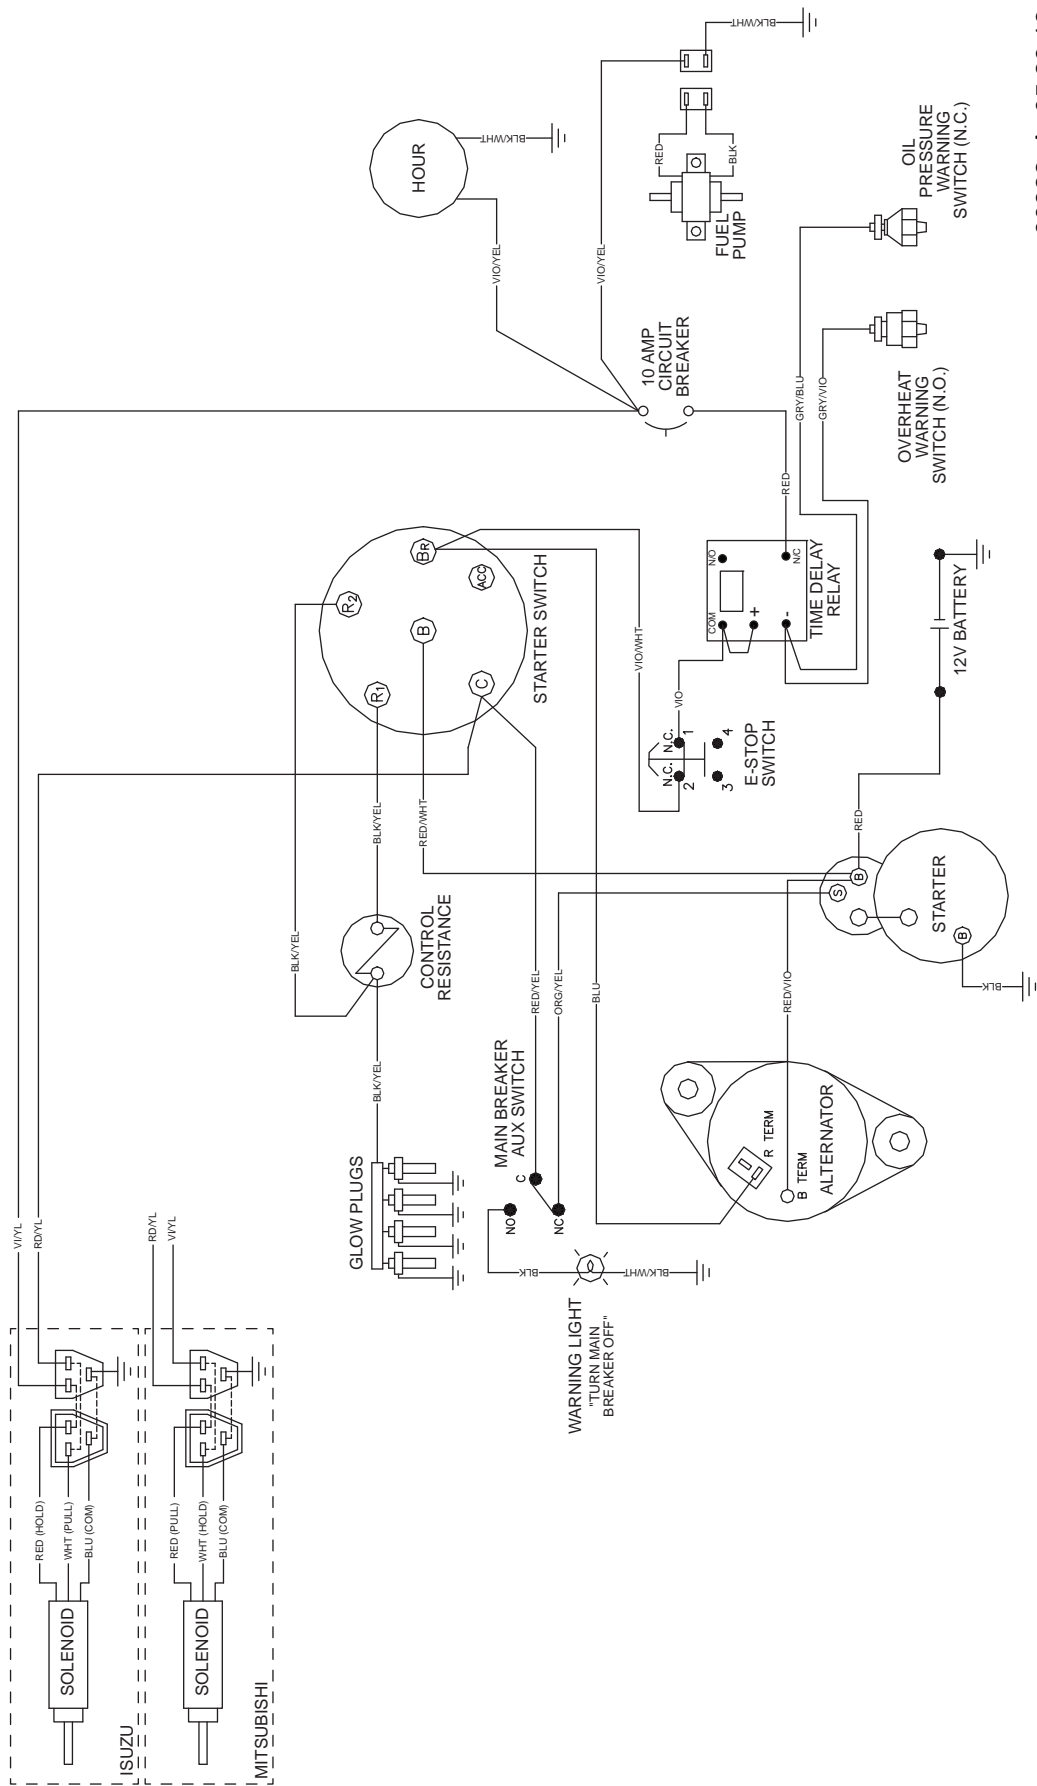 BLK/WHT
HOUR
BLK/WHT
RED
BLK
FUEL
PUMP
OIL
PRESSURE
WARNING
SWITCH (N.C.)
VIO/YEL
VIO/YEL
10 AMP
CIRCUIT
BREAKER
OVERHEAT
WARNING
SWITCH (N.O.)
GRY/BLU
GRY/VIO
RED
R2
BR
ACC
B
R1
C
STARTER SWITCH
N/O
N/C
COM
+
-
TIME DELAY
RELAY
12V BATTERY
VIO/WHT
VIO
N.C.
N.C.
1
2
3
4
E-STOP
SWITCH
BLK/YEL
RED/WHT
RED
BLK/YEL
CONTROL
RESISTANCE
RED/YEL
ORG/YEL
BLU
RED/VIO
S
B
B
STARTER
BLK
BLK/YEL
GLOW PLUGS
MAIN BREAKER
AUX SWITCH
C
NO
NC
R TERM
B TERM
ALTERNATOR
BLK
BLK/WHT
WARNING LIGHT
"TURN MAIN
BREAKER OFF"
VI/YL
RD/YL
RD/YL
VI/YL
RED (HOLD)
WHT (PULL)
BLU (COM)
RED (PULL)
WHT (HOLD)
BLU (COM)
SOLENOID
SOLENOID
ISUZU
MITSUBISHI